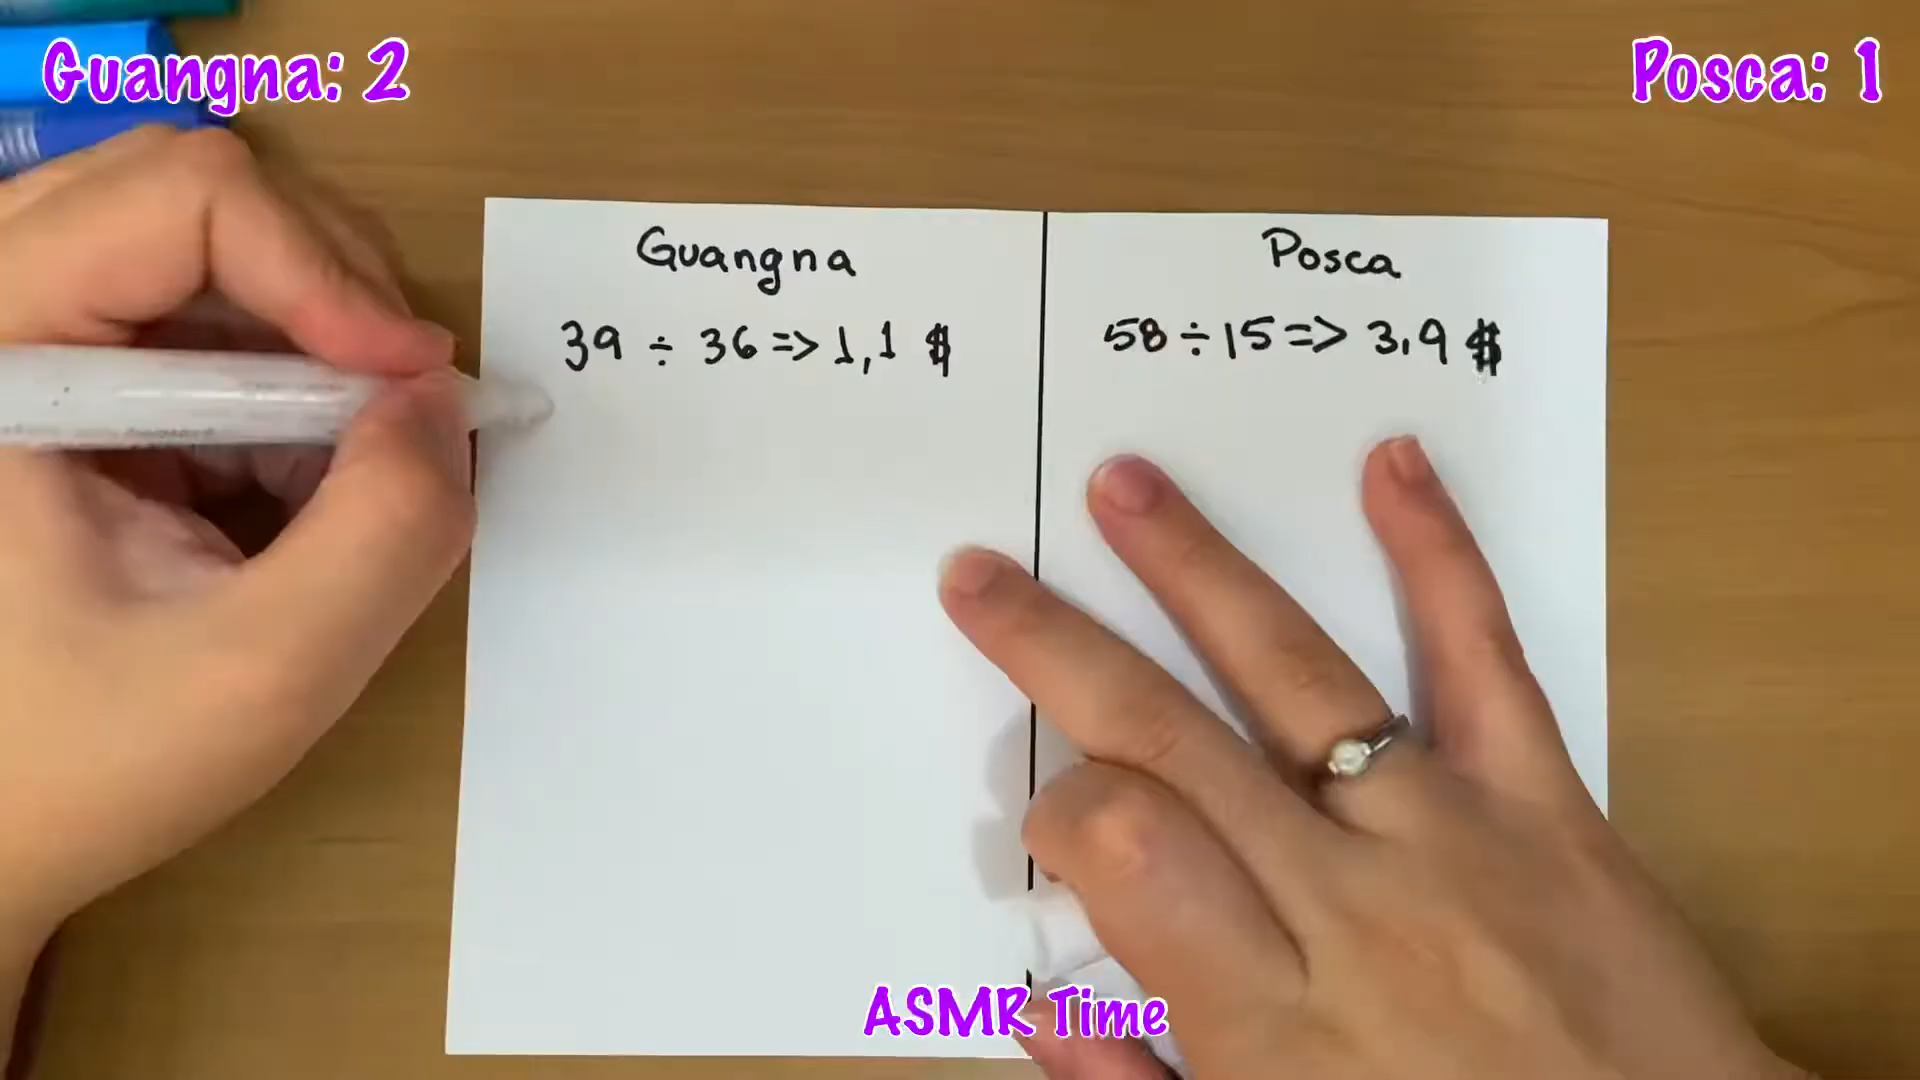 Guangna: 2
Posca: 1
Guangna
39 ÷ 36 => 1,1 $
Posca
58 ÷ 15 => 3.9 $
ASMR Time